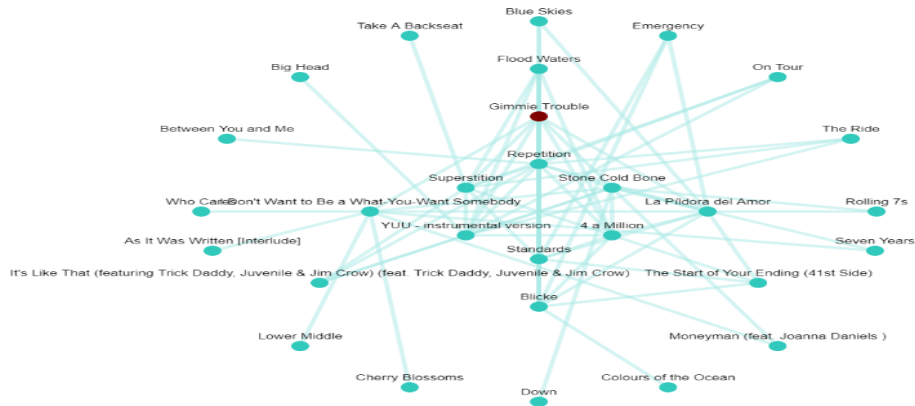 Blue Skies
Take A Backseat
Emergency
Flood Waters
Big Head
On Tour
Gimmie Trouble
Between You and Me
The Ride
Repetition
Superstition
Stone Cold Bone
Who Cares
I Don't Want to Be a What-You-Want Somebody
La Píldora del Amor
Rolling 7s
YUU - instrumental version
4 a Million
As It Was Written [Interlude]
Standards
Seven Years
It's Like That (featuring Trick Daddy, Juvenile & Jim Crow) (feat. Trick Daddy, Juvenile & Jim Crow)
The Start of Your Ending (41st Side)
Blicke
Lower Middle
Moneyman (feat. Joanna Daniels )
Cherry Blossoms
Colours of the Ocean
Down